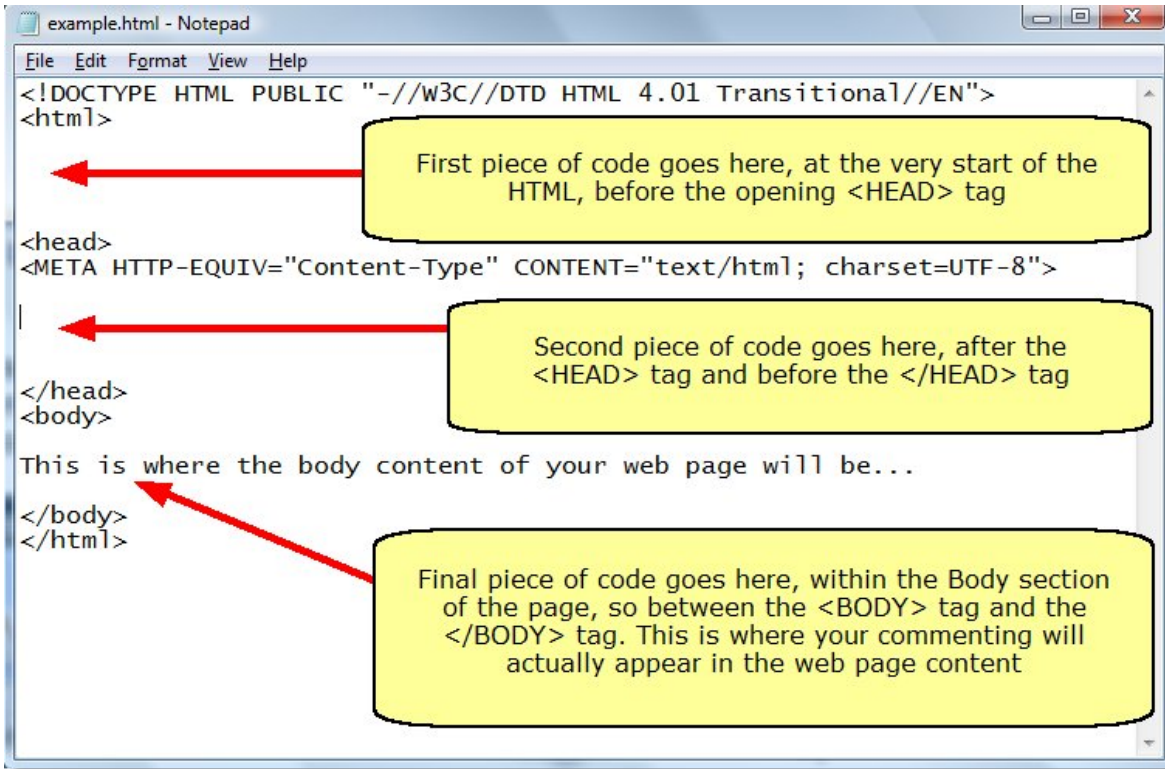 example.html - Notepad
File Edit Format View Help
<!DOCTYPE HTML PUBLIC "-//W3C//DTD HTML 4.01 Transitional//EN">
<html>
First piece of code goes here, at the very start of the
HTML, before the opening <HEAD> tag
<head>
<META HTTP-EQUIV="Content-Type" CONTENT="text/html; charset=UTF-8">
Second piece of code goes here, after the
<HEAD> tag and before the </HEAD> tag
</head>
<body>
This is where the body content of your web page will be...
</body>
</html>
Final piece of code goes here, within the Body section
of the page, so between the <BODY> tag and the
</BODY> tag. This is where your commenting will
actually appear in the web page content